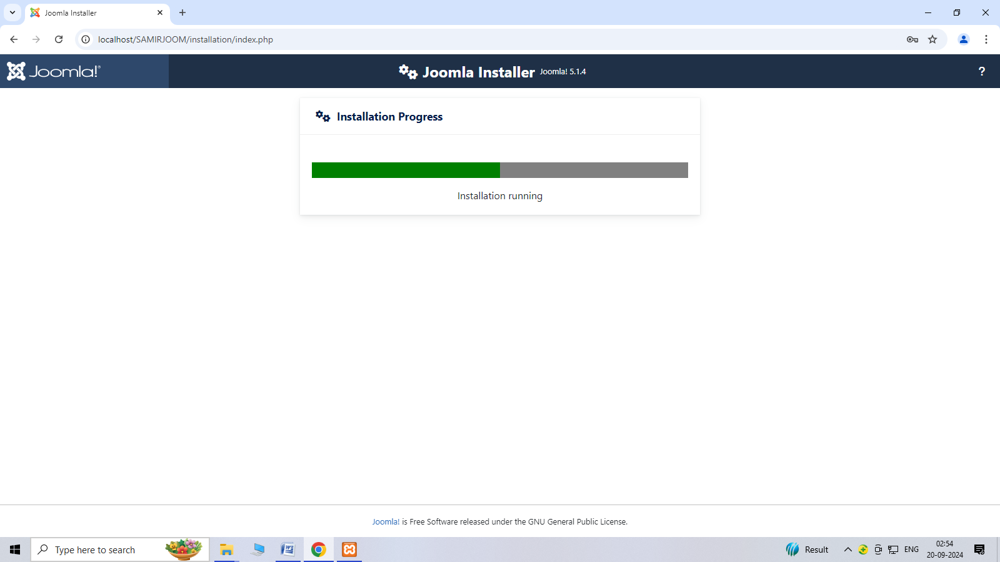 Joomla Installer
localhost/SAMIRJOOM/installation/index.php
Joomla!®
Joomla Installer Joomla! 5.1.4
?
Installation Progress
Installation running
Joomla! is Free Software released under the GNU General Public License.
Type here to search
Result
ENG
02:54
20-09-2024